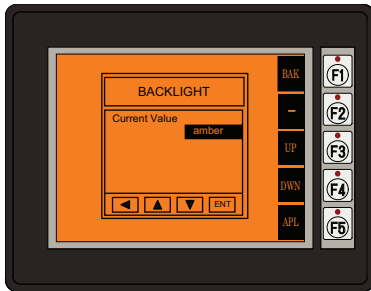 BACKLIGHT
Current Value
amber
ENT
BAK
–
UP
DWN
APL
F1
F2
F3
F4
F5